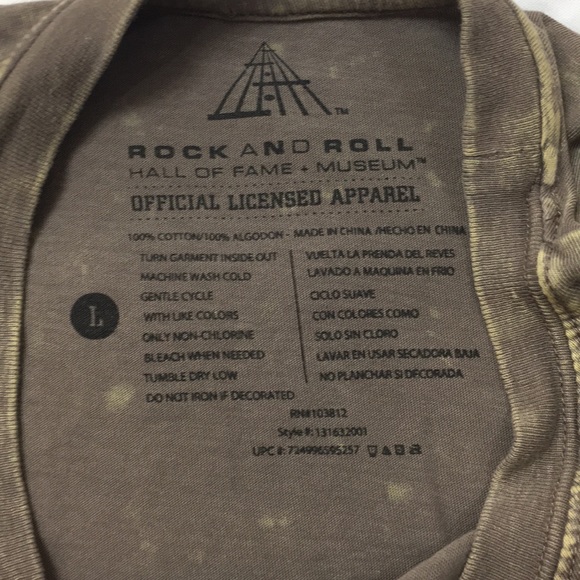 TM
ROCK AND ROLL
HALL OF FAME + MUSEUM™
OFFICIAL LICENSED APPAREL
100% COTTON/100% ALGODON - MADE IN CHINA /HECHO EN CHINA
TURN GARMENT INSIDE OUT
MACHINE WASH COLD
GENTLE CYCLE
WITH LIKE COLORS
ONLY NON-CHLORINE
BLEACH WHEN NEEDED
TUMBLE DRY LOW
DO NOT IRON IF DECORATED
VUELTA LA PRENDA DEL REVES
LAVADO A MAQUINA EN FRIO
CICLO SUAVE
CON COLORES COMO
SOLO SIN CLORO
LAVAR EN USAR SECADORA BAJA
NO PLANCHAR SI DECORADA
L
RN#103812
Style #: 131632001
UPC #: 724996595257